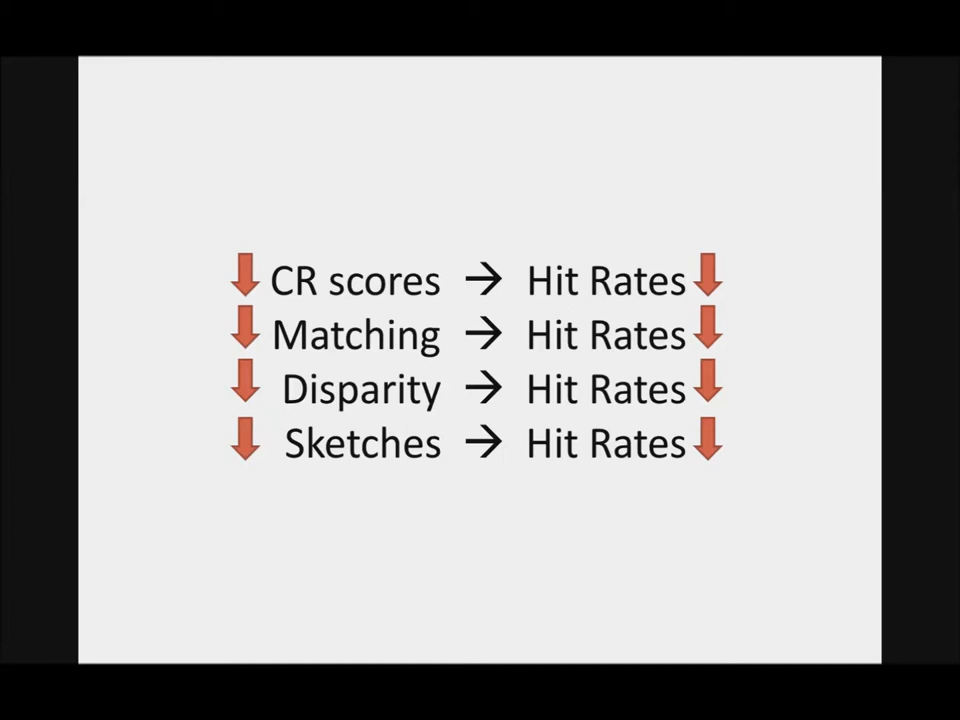 CR scores → Hit Rates
Matching → Hit Rates
Disparity → Hit Rates
Sketches → Hit Rates